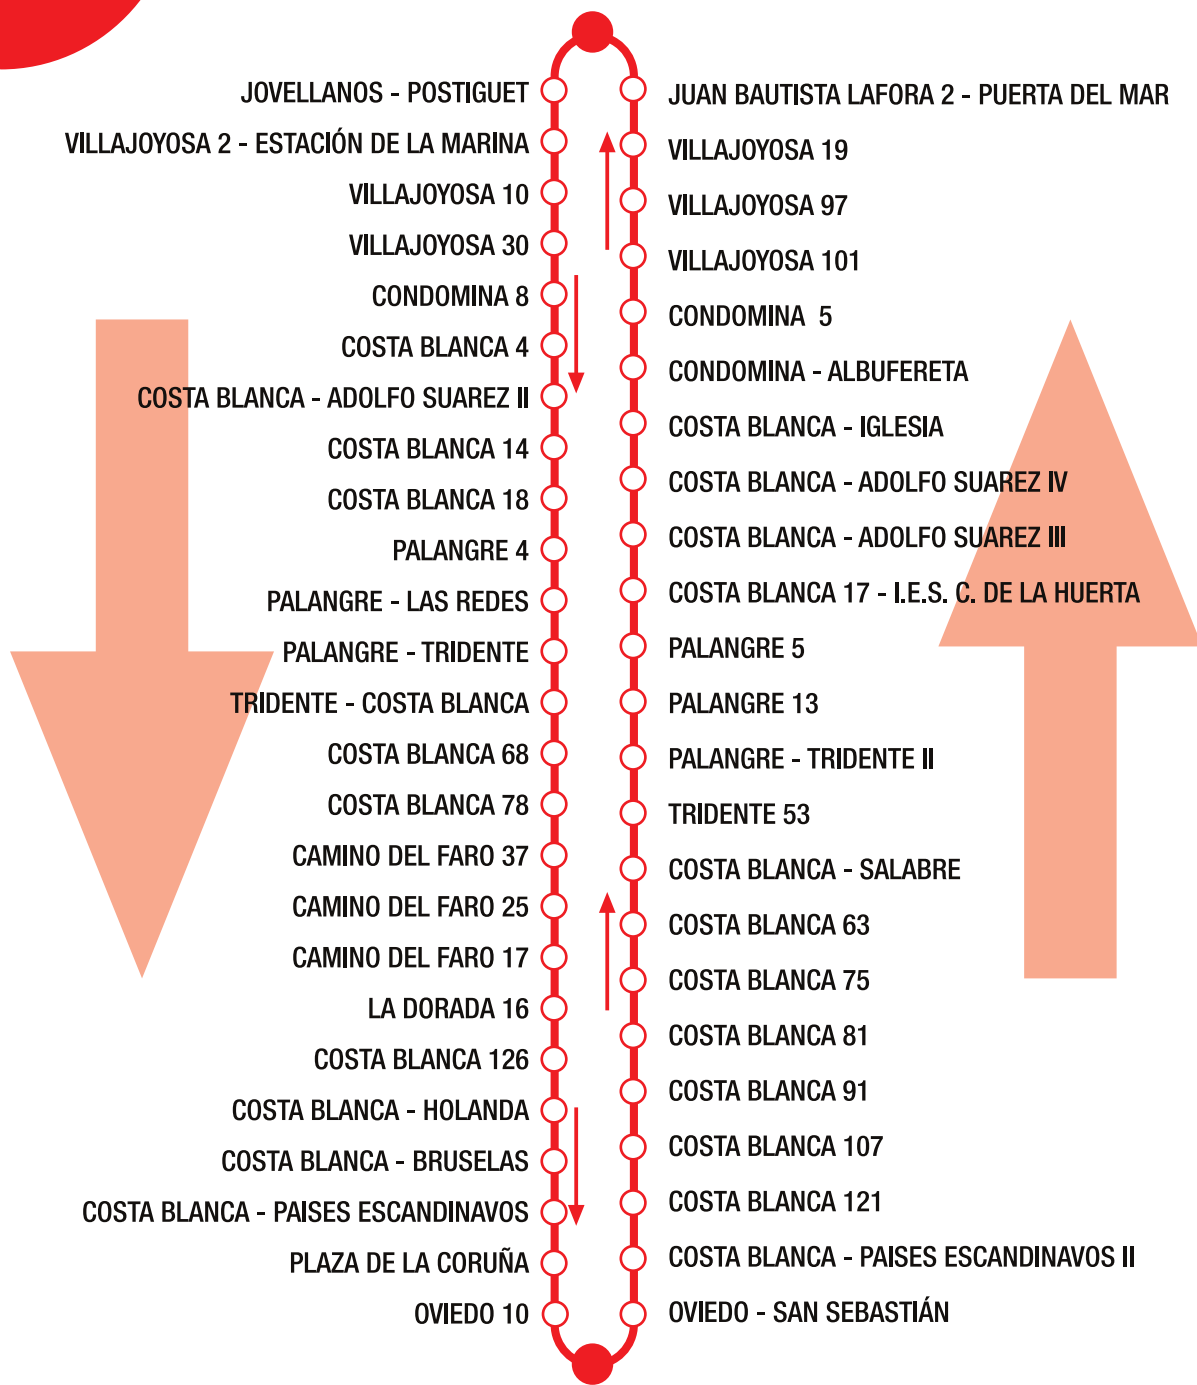 JOVELLANOS - POSTIGUET
VILLAJOYOSA 2 - ESTACIÓN DE LA MARINA
VILLAJOYOSA 10
VILLAJOYOSA 30
CONDOMINA 8
COSTA BLANCA 4
COSTA BLANCA - ADOLFO SUAREZ II
COSTA BLANCA 14
COSTA BLANCA 18
PALANGRE 4
PALANGRE - LAS REDES
PALANGRE - TRIDENTE
TRIDENTE - COSTA BLANCA
COSTA BLANCA 68
COSTA BLANCA 78
CAMINO DEL FARO 37
CAMINO DEL FARO 25
CAMINO DEL FARO 17
LA DORADA 16
COSTA BLANCA 126
COSTA BLANCA - HOLANDA
COSTA BLANCA - BRUSELAS
COSTA BLANCA - PAISES ESCANDINAVOS
PLAZA DE LA CORUÑA
OVIEDO 10
JUAN BAUTISTA LAFORA 2 - PUERTA DEL MAR
VILLAJOYOSA 19
VILLAJOYOSA 97
VILLAJOYOSA 101
CONDOMINA 5
CONDOMINA - ALBUFERETA
COSTA BLANCA - IGLESIA
COSTA BLANCA - ADOLFO SUAREZ IV
COSTA BLANCA - ADOLFO SUAREZ III
COSTA BLANCA 17 - I.E.S. C. DE LA HUERTA
PALANGRE 5
PALANGRE 13
PALANGRE - TRIDENTE II
TRIDENTE 53
COSTA BLANCA - SALABRE
COSTA BLANCA 63
COSTA BLANCA 75
COSTA BLANCA 81
COSTA BLANCA 91
COSTA BLANCA 107
COSTA BLANCA 121
COSTA BLANCA - PAISES ESCANDINAVOS II
OVIEDO - SAN SEBASTIÁN